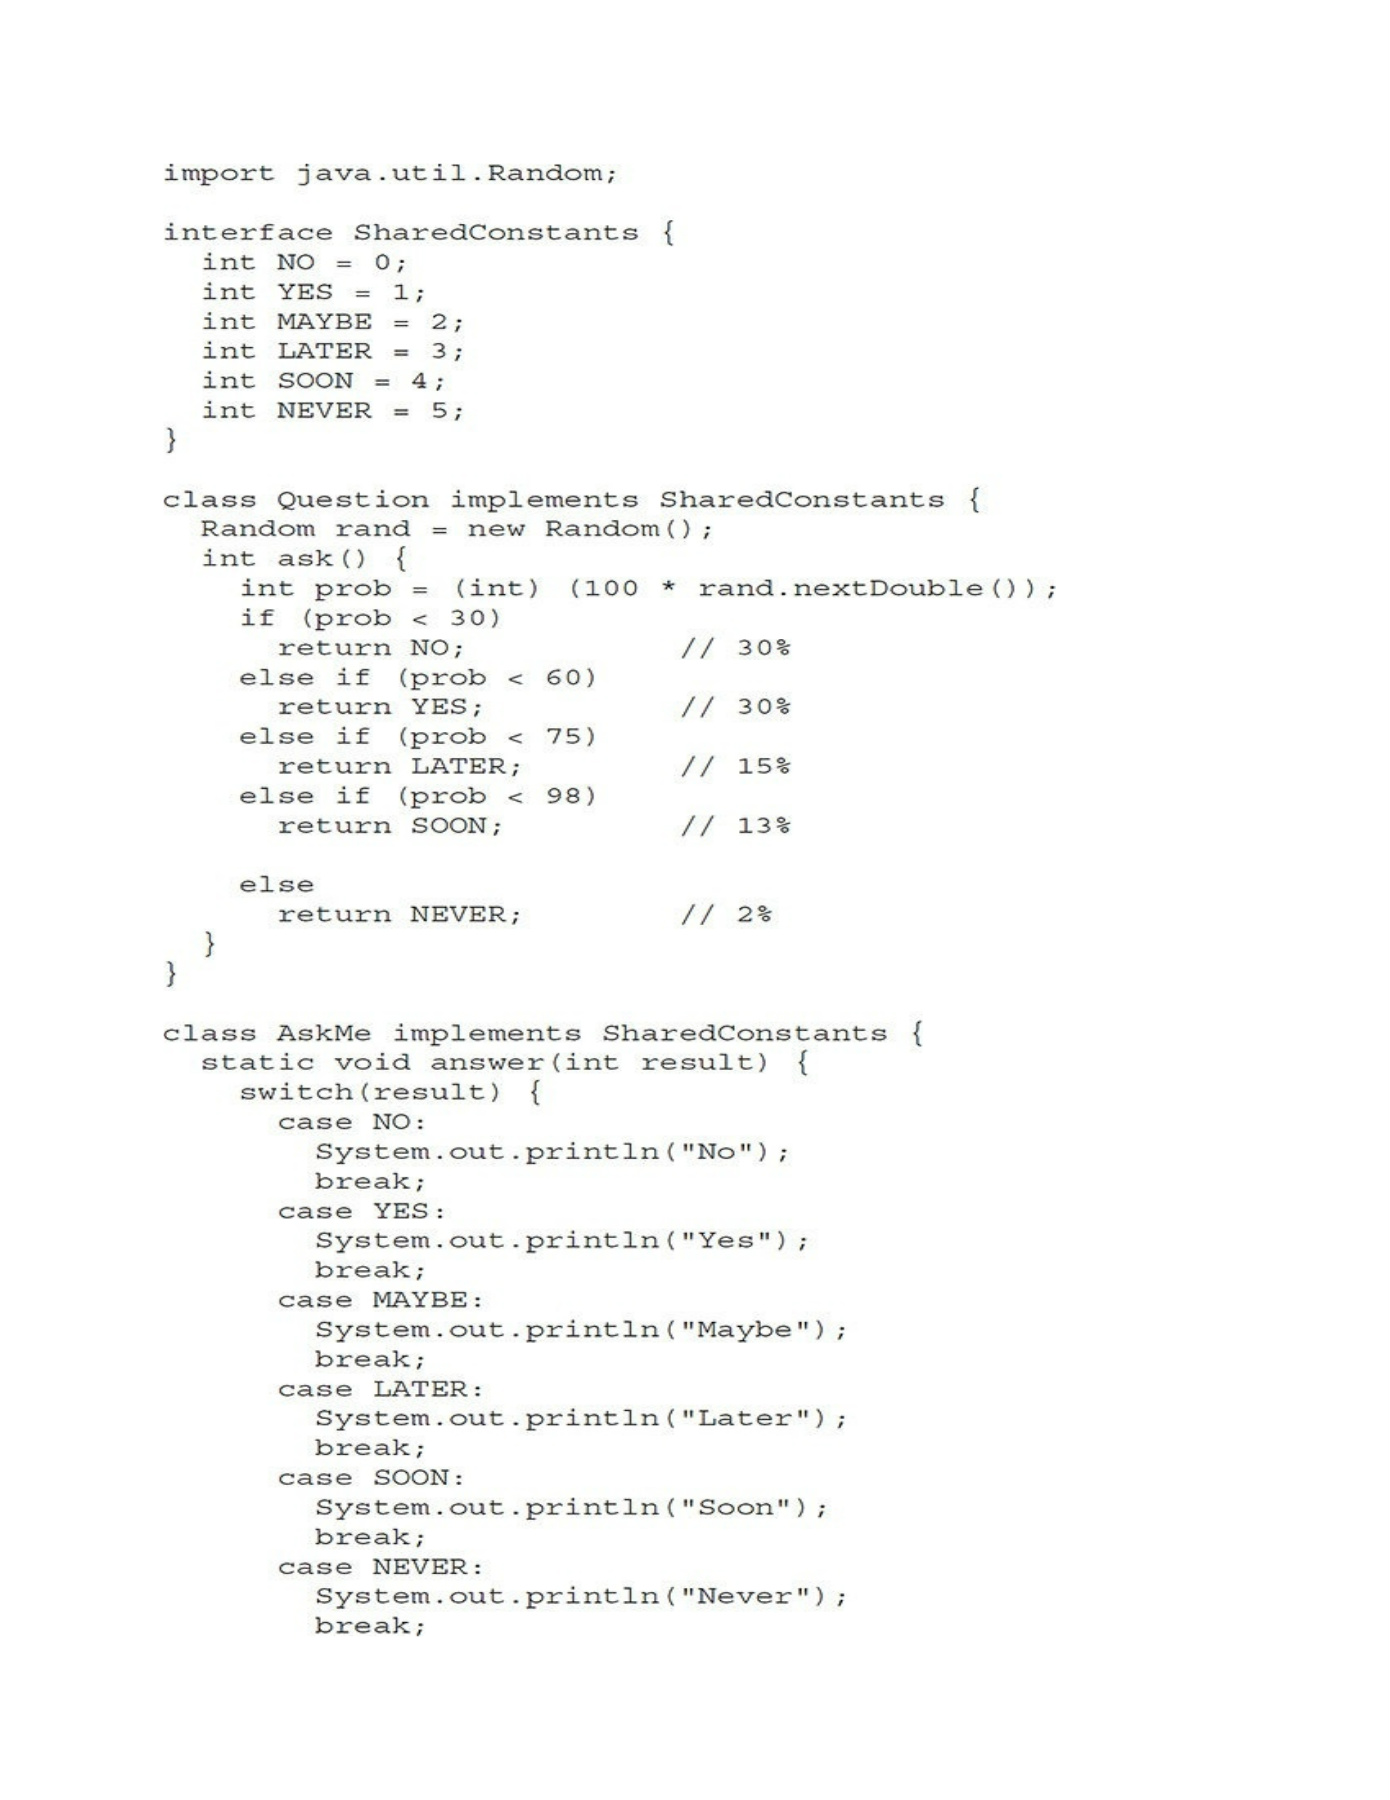 import java.util.Random;
interface SharedConstants {
int NO = 0;
int YES = 1;
int MAYBE = 2;
int LATER = 3;
int SOON = 4;
int NEVER = 5;
}
class Question implements SharedConstants {
Random rand = new Random();
int ask() {
int prob = (int) (100 * rand.nextDouble());
if (prob < 30)
return NO; // 30%
else if (prob < 60)
return YES; // 30%
else if (prob < 75)
return LATER; // 15%
else if (prob < 98)
return SOON; // 13%
else
return NEVER; // 2%
}
}
class AskMe implements SharedConstants {
static void answer(int result) {
switch(result) {
case NO:
System.out.println("No");
break;
case YES:
System.out.println("Yes");
break;
case MAYBE:
System.out.println("Maybe");
break;
case LATER:
System.out.println("Later");
break;
case SOON:
System.out.println("Soon");
break;
case NEVER:
System.out.println("Never");
break;